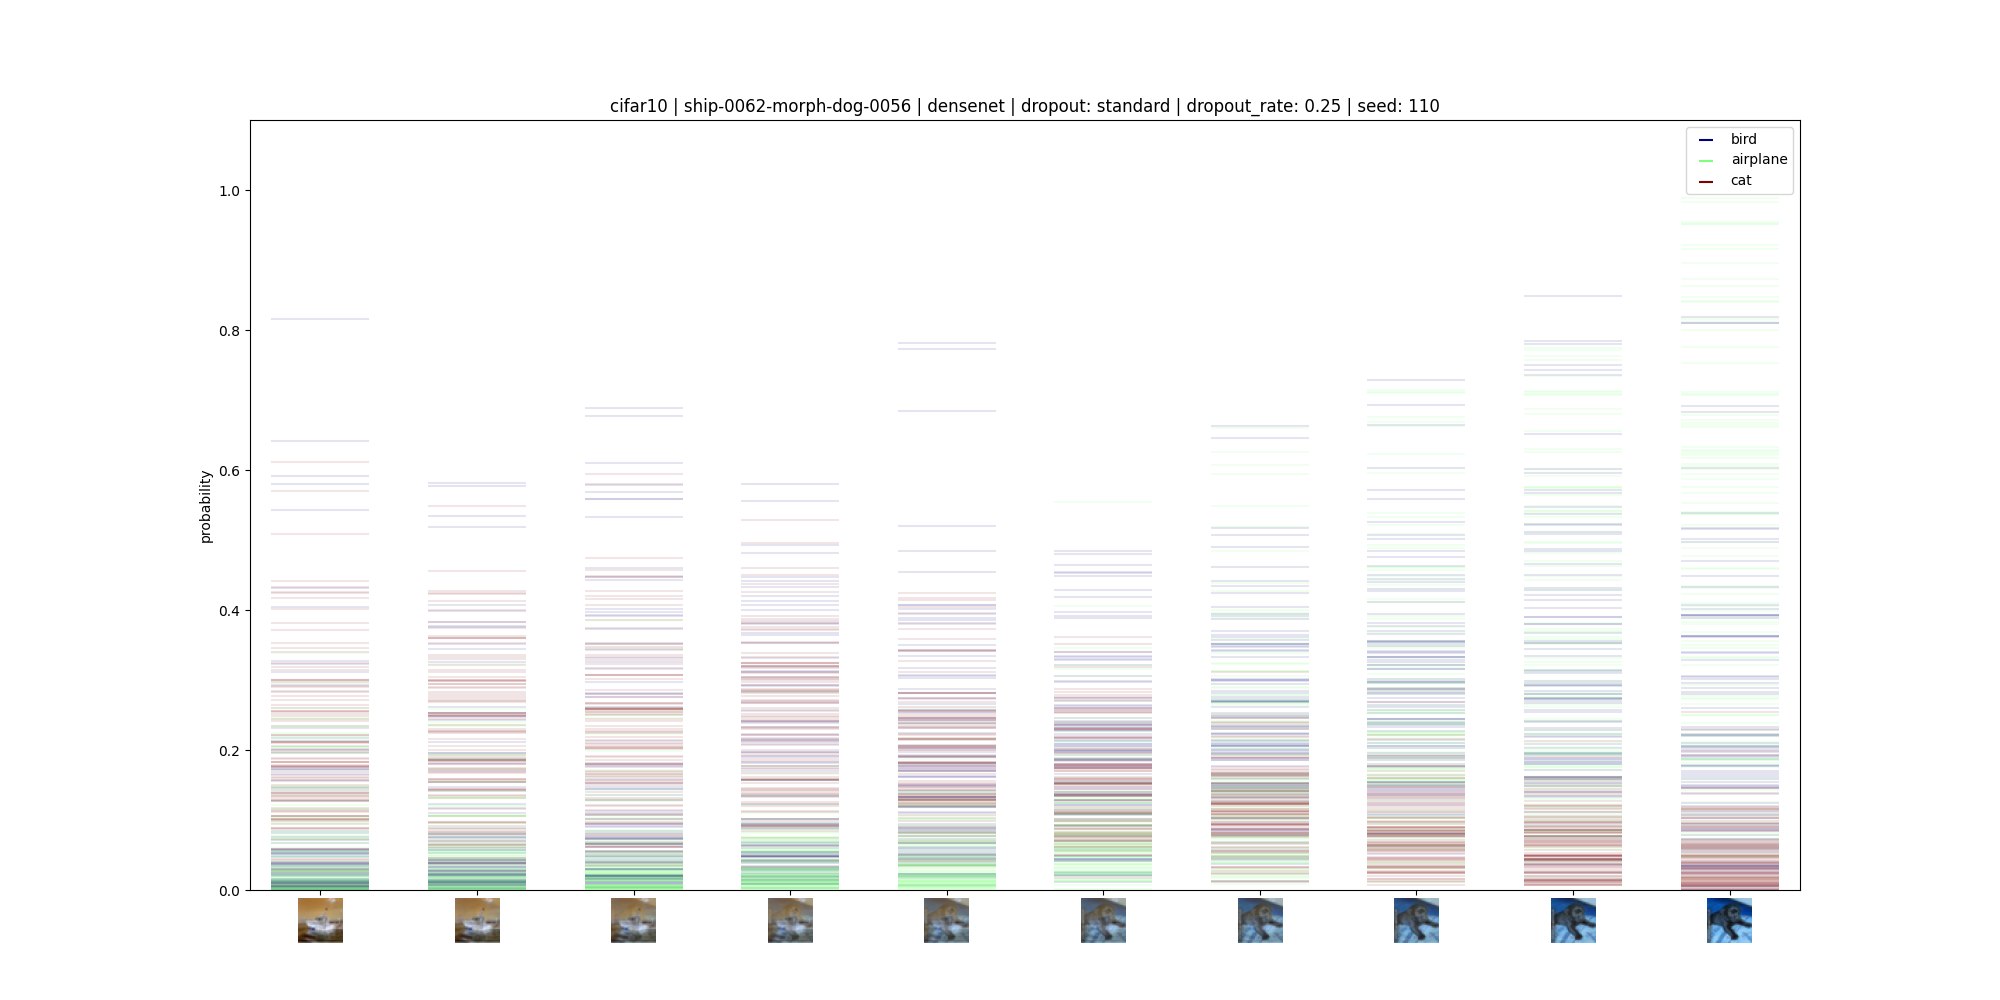 cifar10 | ship-0062-morph-dog-0056 | densenet | dropout: standard | dropout_rate: 0.25 | seed: 110
bird
airplane
cat
probability
1.0
0.8
0.6
0.4
0.2
0.0